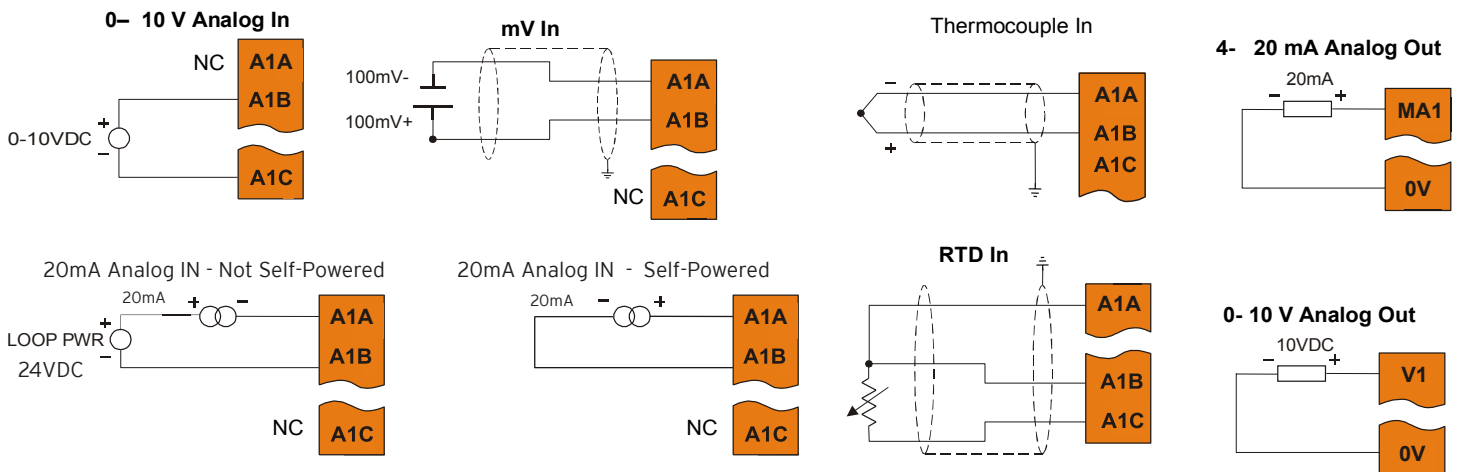 0– 10 V Analog In
NC
A1A
A1B
+
0-10VDC
–
A1C
mV In
100mV-
100mV+
A1A
A1B
NC
A1C
Thermocouple In
–
A1A
A1B
+
A1C
4- 20 mA Analog Out
20mA
– +
MA1
0V
20mA Analog IN - Not Self-Powered
20mA + –
A1A
+
LOOP PWR
–
24VDC
A1B
NC
A1C
20mA Analog IN - Self-Powered
20mA – +
A1A
A1B
NC
A1C
RTD In
A1A
A1B
A1C
0- 10 V Analog Out
10VDC
– +
V1
0V